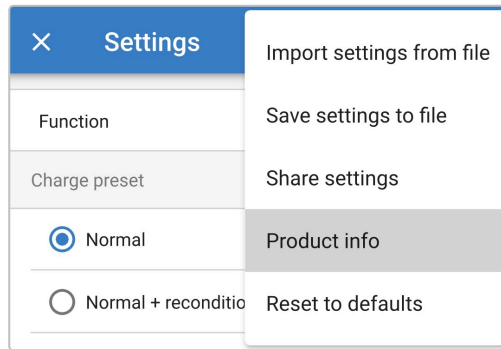 Settings
Function
Charge preset
Normal
Normal + reconditio
Import settings from file
Save settings to file
Share settings
Product info
Reset to defaults